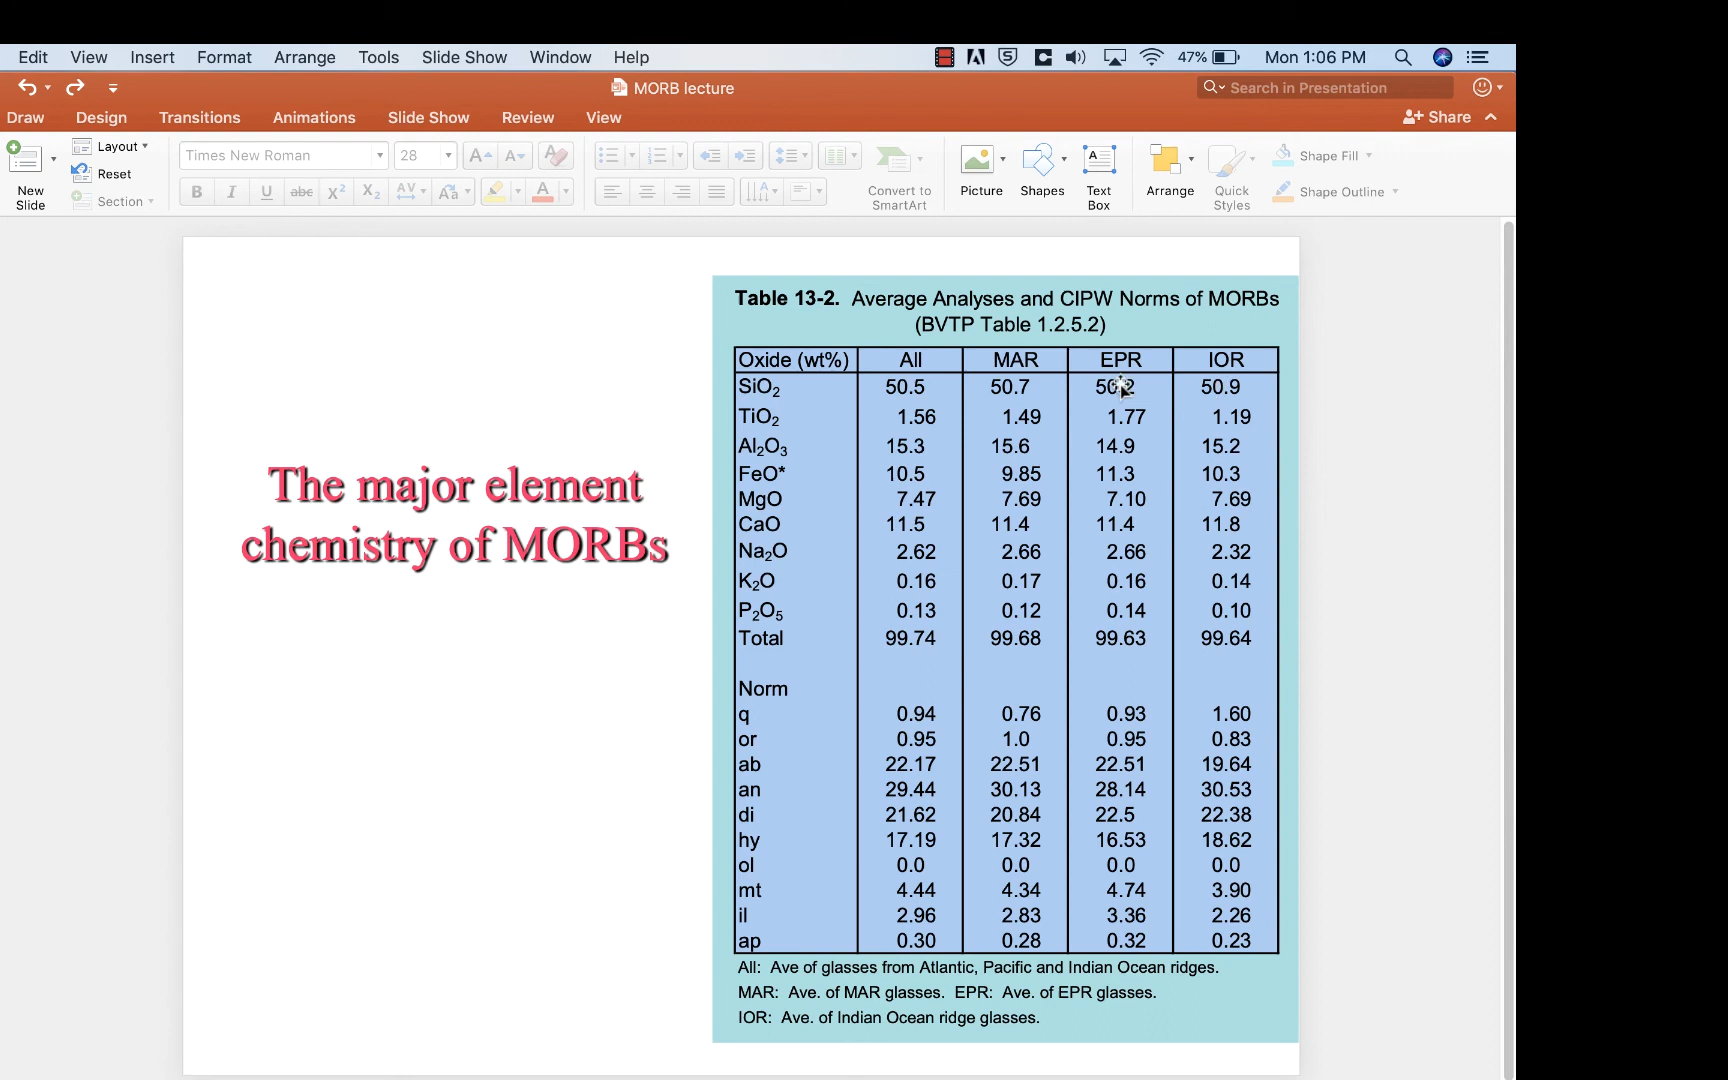 Edit View Insert Format Arrange Tools Slide Show Window Help 47% Mon 1:06 PM
MORB lecture Search in Presentation
Draw Design Transitions Animations Slide Show Review View Share
New Slide Layout Reset Section Times New Roman 28 Convert to SmartArt Picture Shapes Text Box Arrange Quick Styles Shape Fill Shape Outline
The major element
chemistry of MORBs
Table 13-2. Average Analyses and CIPW Norms of MORBs
(BVTP Table 1.2.5.2)
Oxide (wt%) All MAR EPR IOR
SiO₂ 50.5 50.7 50.9
TiO₂ 1.56 1.49 1.77 1.19
Al₂O₃ 15.3 15.6 14.9 15.2
FeO* 10.5 9.85 11.3 10.3
MgO 7.47 7.69 7.10 7.69
CaO 11.5 11.4 11.4 11.8
Na₂O 2.62 2.66 2.66 2.32
K₂O 0.16 0.17 0.16 0.14
P₂O₅ 0.13 0.12 0.14 0.10
Total 99.74 99.68 99.63 99.64
Norm
q 0.94 0.76 0.93 1.60
or 0.95 1.0 0.95 0.83
ab 22.17 22.51 22.51 19.64
an 29.44 30.13 28.14 30.53
di 21.62 20.84 22.5 22.38
hy 17.19 17.32 16.53 18.62
ol 0.0 0.0 0.0 0.0
mt 4.44 4.34 4.74 3.90
il 2.96 2.83 3.36 2.26
ap 0.30 0.28 0.32 0.23
All: Ave of glasses from Atlantic, Pacific and Indian Ocean ridges.
MAR: Ave. of MAR glasses. EPR: Ave. of EPR glasses.
IOR: Ave. of Indian Ocean ridge glasses.